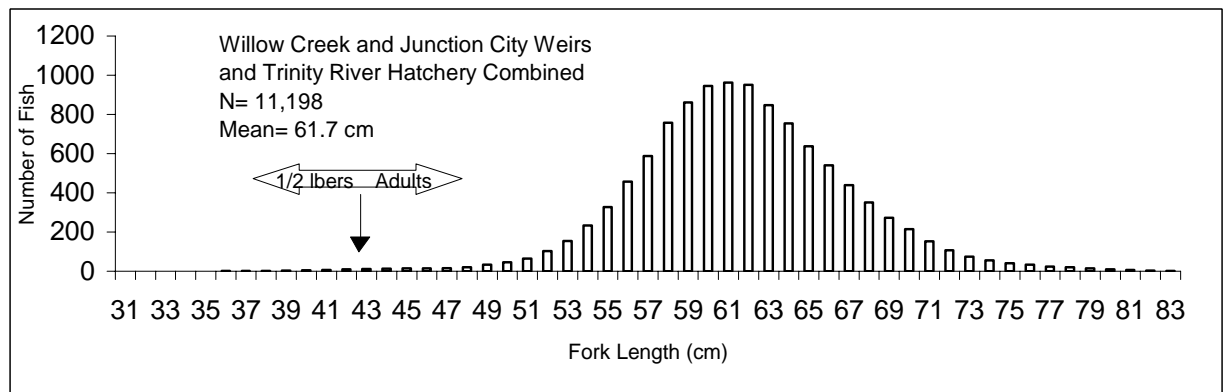 1200
1000
800
600
400
200
0
Number of Fish
Willow Creek and Junction City Weirs
and Trinity River Hatchery Combined
N= 11,198
Mean= 61.7 cm
1/2 lbers Adults
31 33 35 37 39 41 43 45 47 49 51 53 55 57 59 61 63 65 67 69 71 73 75 77 79 81 83
Fork Length (cm)